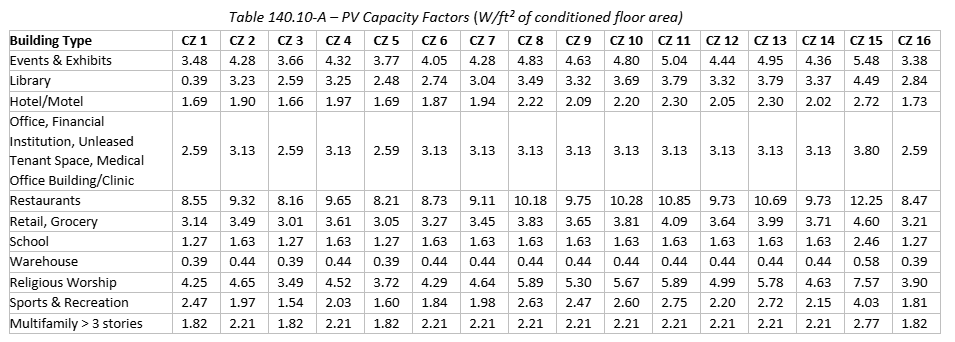 Table 140.10-A – PV Capacity Factors (W/ft² of conditioned floor area)
Building Type CZ 1 CZ 2 CZ 3 CZ 4 CZ 5 CZ 6 CZ 7 CZ 8 CZ 9 CZ 10 CZ 11 CZ 12 CZ 13 CZ 14 CZ 15 CZ 16
Events & Exhibits 3.48 4.28 3.66 4.32 3.77 4.05 4.28 4.83 4.63 4.80 5.04 4.44 4.95 4.36 5.48 3.38
Library 0.39 3.23 2.59 3.25 2.48 2.74 3.04 3.49 3.32 3.69 3.79 3.32 3.79 3.37 4.49 2.84
Hotel/Motel 1.69 1.90 1.66 1.97 1.69 1.87 1.94 2.22 2.09 2.20 2.30 2.05 2.30 2.02 2.72 1.73
Office, Financial
Institution, Unleased
Tenant Space, Medical
Office Building/Clinic
2.59 3.13 2.59 3.13 2.59 3.13 3.13 3.13 3.13 3.13 3.13 3.13 3.13 3.13 3.80 2.59
Restaurants 8.55 9.32 8.16 9.65 8.21 8.73 9.11 10.18 9.75 10.28 10.85 9.73 10.69 9.73 12.25 8.47
Retail, Grocery 3.14 3.49 3.01 3.61 3.05 3.27 3.45 3.83 3.65 3.81 4.09 3.64 3.99 3.71 4.60 3.21
School 1.27 1.63 1.27 1.63 1.27 1.63 1.63 1.63 1.63 1.63 1.63 1.63 1.63 1.63 2.46 1.27
Warehouse 0.39 0.44 0.39 0.44 0.39 0.44 0.44 0.44 0.44 0.44 0.44 0.44 0.44 0.44 0.58 0.39
Religious Worship 4.25 4.65 3.49 4.52 3.72 4.29 4.64 5.89 5.30 5.67 5.89 4.99 5.78 4.63 7.57 3.90
Sports & Recreation 2.47 1.97 1.54 2.03 1.60 1.84 1.98 2.63 2.47 2.60 2.75 2.20 2.72 2.15 4.03 1.81
Multifamily > 3 stories 1.82 2.21 1.82 2.21 1.82 2.21 2.21 2.21 2.21 2.21 2.21 2.21 2.21 2.21 2.77 1.82